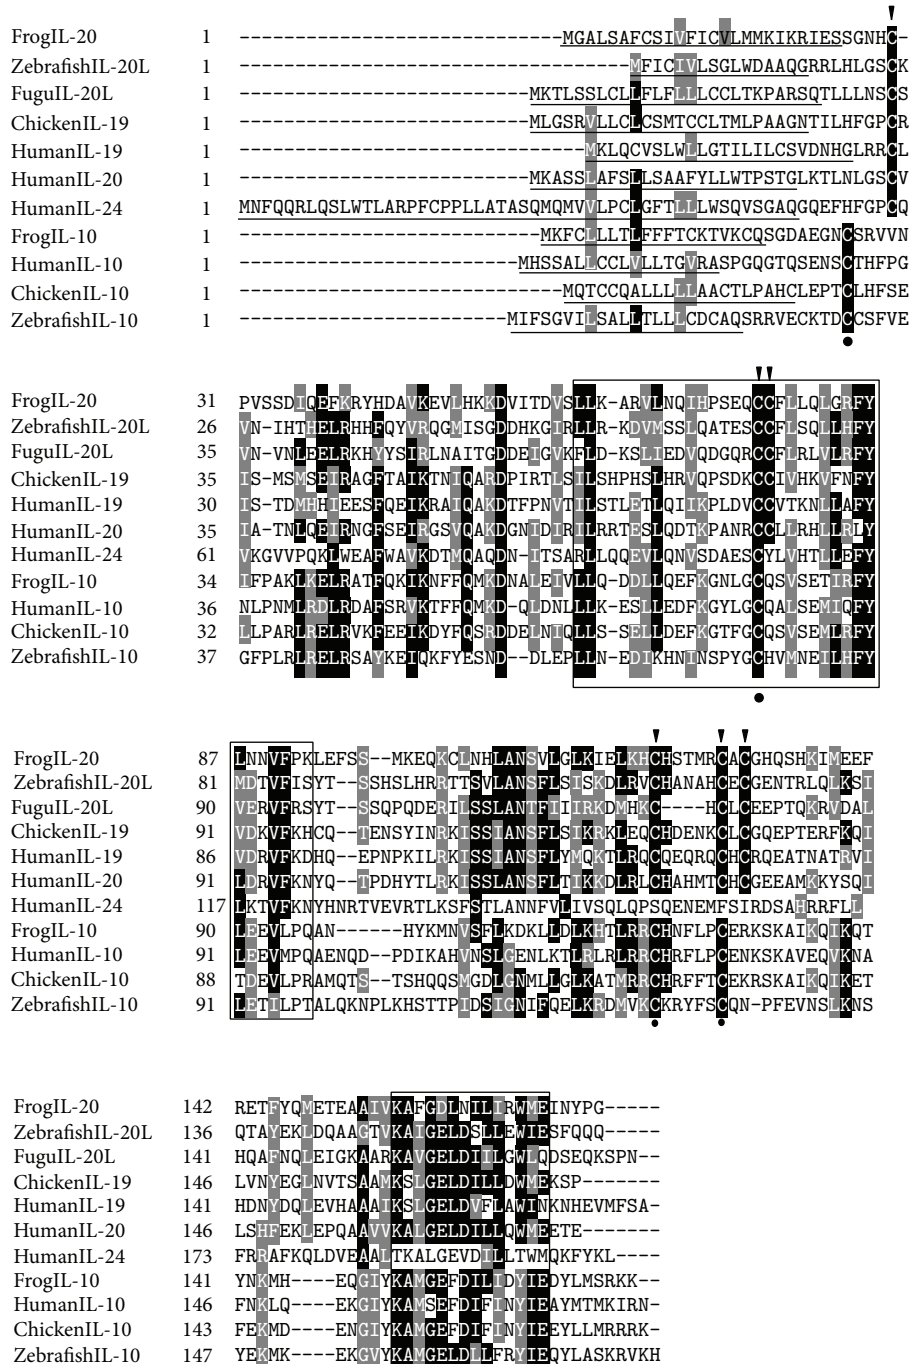 FrogIL-20 1 -----------------------------MGALSAFCSIVFICVLMMKIKRIESSGNHC-
ZebrafishIL-20L 1 -----------------------------------MFICIVLSGLWDAAQGRRLHLGSCK
FuguIL-20L 1 --------------------------MKTLSSLCLLFLFLLLCCLTKPARSQTLLLNSCS
ChickenIL-19 1 --------------------------MLGSRVLLCLCSMTCCLTMLPAAGNTILHFGPCR
HumanIL-19 1 -------------------------------MKLQCVSLWLLGTILILCSVDNHGLRRCL
HumanIL-20 1 --------------------------MKASSLAFSLLSAAFYLLWTPSTGLKTLNLGSCV
HumanIL-24 1 MNFQQRLQSLWTLARPFCPPLLATASQMQMVVLPCLGFTLLLWSQVSGAQGQEFHFGPCQ
FrogIL-10 1 ---------------------------MKFCLLLTLFFFTCKTVKCQSGDAEGNCSRVVN
HumanIL-10 1 -------------------------MHSSALLCCLVLLTGVRASPGQGTQSENSCTHFPG
ChickenIL-10 1 -----------------------------MQTCCQALLLLLAACTLPAHCLEPTCLHFSE
ZebrafishIL-10 1 ------------------------MIFSGVILSALLTLLLCDCAQSRRVECKTDCCSFVE
FrogIL-20 31 PVSSDIQEFKRYHDAVKEVLHKKDVITDVSLLK-ARVLNQIHPSEQCCFLLQLGRFY
ZebrafishIL-20L 26 VN-IHTHELRHHFQYVRQGMISGDDHKGIRLLR-KDVMSSLQATESCCFLSQLLHFY
FuguIL-20L 35 VN-VNLEELRKHYYSIRLNAITGDDEIGVKFLD-KSLIEDVQDGQRCCFLRLVLRFY
ChickenIL-19 35 IS-MSMSEIRAGFTAIKTNIQARDPIRTLSILSHPHSLHRVQPSDKCCIVHKVFNFY
HumanIL-19 30 IS-TDMHHIEESFQEIKRAIQAKDTFPNVTILSTLETLQIIKPLDVCCVTKNLLAFY
HumanIL-20 35 IA-TNLQEIRNGFSEIRGSVQAKDGNIDIRILRRTESLQDTKPANRCCLLRHLLRLY
HumanIL-24 61 VKGVVPQKLWEAFWAVKDTMQAQDN-ITSARLLQQEVLQNVSDAESCYLVHTLLEFY
FrogIL-10 34 IFPAKLKELRATFQKIKNFFQMKDNALEIVLLQ-DDLLQEFKGNLGCQSVSETIRFY
HumanIL-10 36 NLPNMLRDLRDAFSRVKTFFQMKD-QLDNLLLK-ESLLEDFKGYLGCQALSEMIQFY
ChickenIL-10 32 LLPARLRELRVKFEEIKDYFQSRDDELNIQLLS-SELLDEFKGTFGCQSVSEMLRFY
ZebrafishIL-10 37 GFPLRLRELRSAYKEIQKFYESND--DLEPLLN-EDIKHNINSPYGCHVMNEILHFY
FrogIL-20 87 LNNVFPKLEFSS--MKEQKCLNHLANSVLGLKIELKHCHSTMRCACGHQSHKIMEEF
ZebrafishIL-20L 81 MDTVFISYT--SSHSLHRRTTSVLANSFLSISKDLRVCHANAHCECGENTRLQLKSI
FuguIL-20L 90 VERVFRSYT--SSQPQDERILSSLANTFIIIRKDMHKC----HCLCEEPTQKRVDAL
ChickenIL-19 91 VDKVFKHCQ--TENSYINRKISSIANSFLSIKRKLEQCHDENKCLCGQEPTERFKQI
HumanIL-19 86 VDRVFKDHQ--EPNPKILRKISSIANSFLYMQKTLRQCQEQRQCHCRQEATNATRVI
HumanIL-20 91 LDRVFKNYQ--TPDHYTLRKISSLANSFLTIKKDLRLCHAHMTCHCGEEAMKKYSQI
HumanIL-24 117 LKTVFKNYHNRTVEVRTLKSFSTLANNFVLIVSQLQPSQENEMFSIRDSAHRRFLL
FrogIL-10 90 LEEVLPQAN------HYKMNVSFLKDKLLDLKHTLRRCHNFLPCERKSKAIKQIKQT
HumanIL-10 91 LEEVMPQAENQD--PDIKAHVNSLGENLKTLRLRLRRCHRFLPCENKSKAVEQVKNA
ChickenIL-10 88 TDEVLPRAMQTS--TSHQQSMGDLGNMLLGLKATMRRCHRFFTCEKRSKAIKQIKET
ZebrafishIL-10 91 LETILPTALQKNPLKHSTTPIDSIGNIFQELKRDMVKCKRYFSCQN-PFEVNSLKNS
FrogIL-20 142 RETFYQMETEAAIVKAFGDLNILIRWMEINYPG-----
ZebrafishIL-20L 136 QTAYEKLDQAAGTVKAIGELDSLLEWIESFQQQ-----
FuguIL-20L 141 HQAFNQLEIGKAARKAVGELDIILGWLQDSEQKSPN--
ChickenIL-19 146 LVNYEGLNVTSAAMKSLGELDILLDWMEKSP-----
HumanIL-19 141 HDNYDQLEVHAAAIKSLGELDVFLAWINKNHEVMFSA-
HumanIL-20 146 LSHFEKLEPQAAVVKALGELDILLQWMEETE-------
HumanIL-24 173 FRRAFKQLDVEAALTKALGEVDILLTWMQKFYKL----
FrogIL-10 141 YNKMH----EQGIYKAMGEFDILIDYIEDYLMSRKK--
HumanIL-10 146 FNKLQ----EKGIYKAMSEFDIFINYIEAYMTMKIRN-
ChickenIL-10 143 FEKMD----ENGIYKAMGEFDIFINYIEEYLLMRRRK-
ZebrafishIL-10 147 YEKMK----EKGVYKAMGELDLLFRYIEQYLASKRVKH